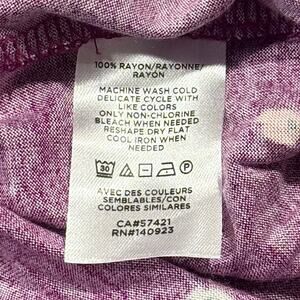 100% RAYON/RAYONNE/
RAYÓN
MACHINE WASH COLD
DELICATE CYCLE WITH
LIKE COLORS
ONLY NON-CHLORINE
BLEACH WHEN NEEDED
RESHAPE DRY FLAT
COOL IRON WHEN
NEEDED
30 P
AVEC DES COULEURS
SEMBLABLES/CON
COLORES SIMILARES
CA#57421
RN#140923